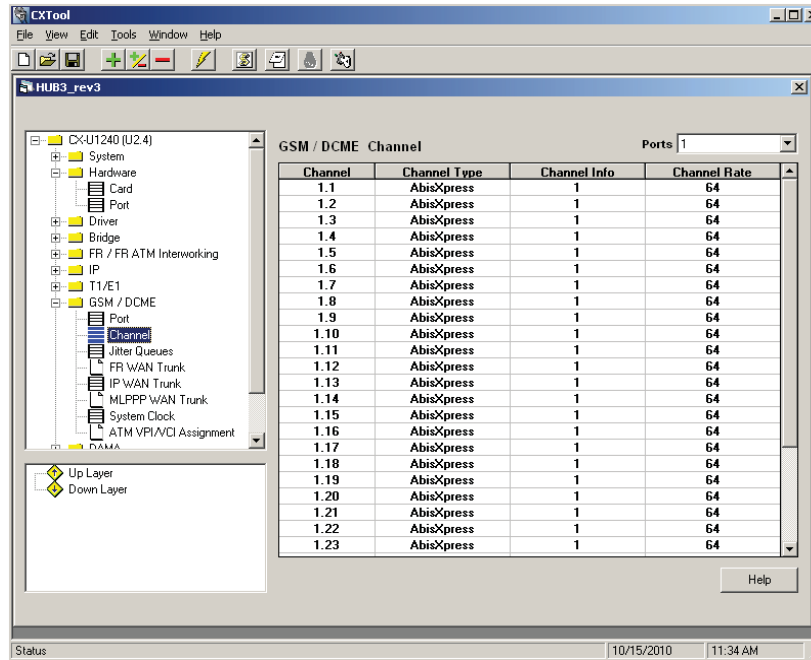 CXTool
File View Edit Tools Window Help
HUB3_rev3
CX-U1240 (U2.4)
System
Hardware
Card
Port
Driver
Bridge
FR / FR ATM Interworking
IP
T1/E1
GSM / DCME
Port
Channel
Jitter Queues
FR WAN Trunk
IP WAN Trunk
MLPPP WAN Trunk
System Clock
ATM VPI/VCI Assignment
DAMA
Up Layer
Down Layer
GSM / DCME Channel
Ports 1
Channel Channel Type Channel Info Channel Rate
1.1 AbisXpress 1 64
1.2 AbisXpress 1 64
1.3 AbisXpress 1 64
1.4 AbisXpress 1 64
1.5 AbisXpress 1 64
1.6 AbisXpress 1 64
1.7 AbisXpress 1 64
1.8 AbisXpress 1 64
1.9 AbisXpress 1 64
1.10 AbisXpress 1 64
1.11 AbisXpress 1 64
1.12 AbisXpress 1 64
1.13 AbisXpress 1 64
1.14 AbisXpress 1 64
1.15 AbisXpress 1 64
1.16 AbisXpress 1 64
1.17 AbisXpress 1 64
1.18 AbisXpress 1 64
1.19 AbisXpress 1 64
1.20 AbisXpress 1 64
1.21 AbisXpress 1 64
1.22 AbisXpress 1 64
1.23 AbisXpress 1 64
Help
Status 10/15/2010 11:34 AM